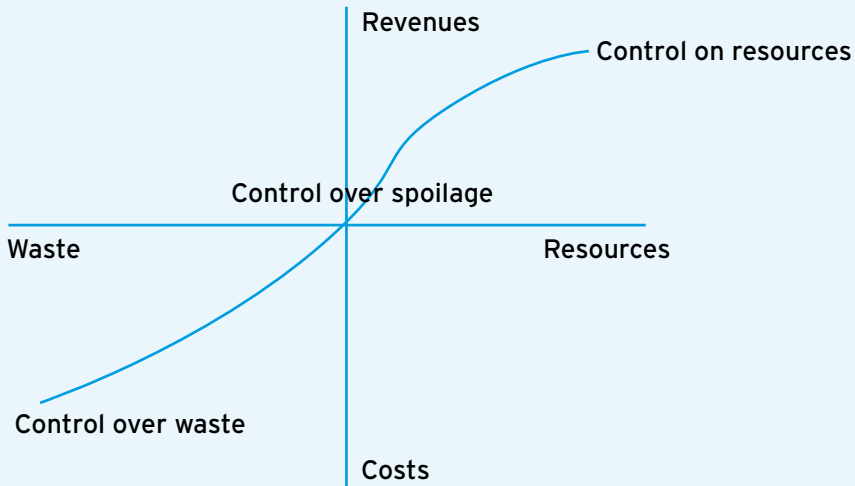 Revenues
Control on resources
Control over spoilage
Waste
Resources
Control over waste
Costs